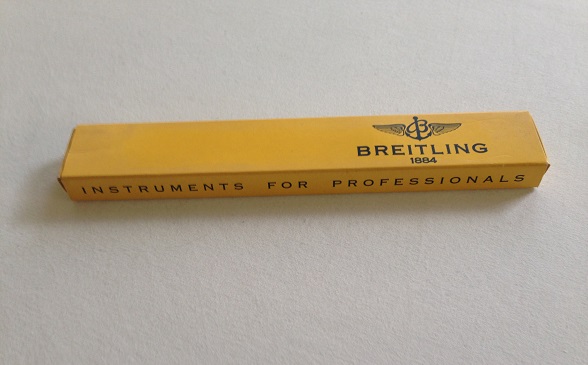 BREITLING
1884
INSTRUMENTS FOR PROFESSIONALS